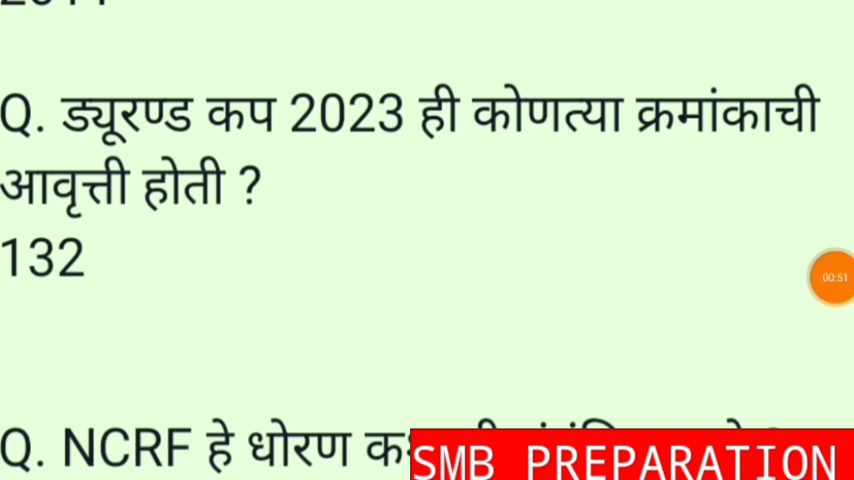 Q. ड्यूरण्ड कप 2023 ही कोणत्या क्रमांकाची
आवृत्ती होती ?
132
00:51
Q. NCRF हे धोरण
SMB PREPARATION